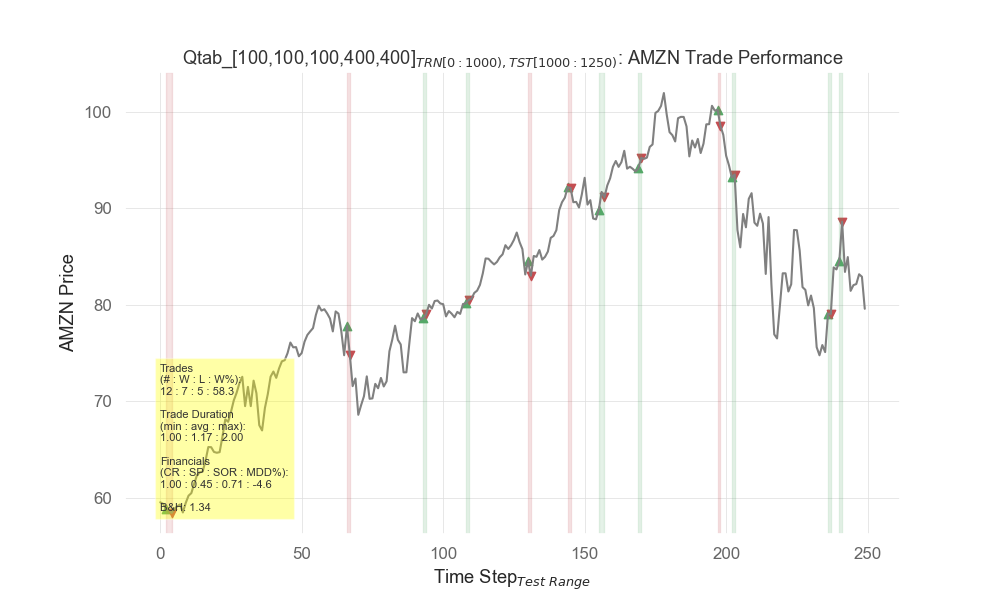 Qtab_[100,100,100,400,400]TRN[0:1000), TST[1000:1250): AMZN Trade Performance
AMZN Price
100
90
80
70
60
Trades
(# : W : L : W%):
12 : 7 : 5 : 58.3
Trade Duration
(min : avg : max):
1.00 : 1.17 : 2.00
Financials
(CR : SP : SOR : MDD%):
1.00 : 0.45 : 0.71 : -4.6
B&H: 1.34
0 50 100 150 200 250
Time Step Test Range